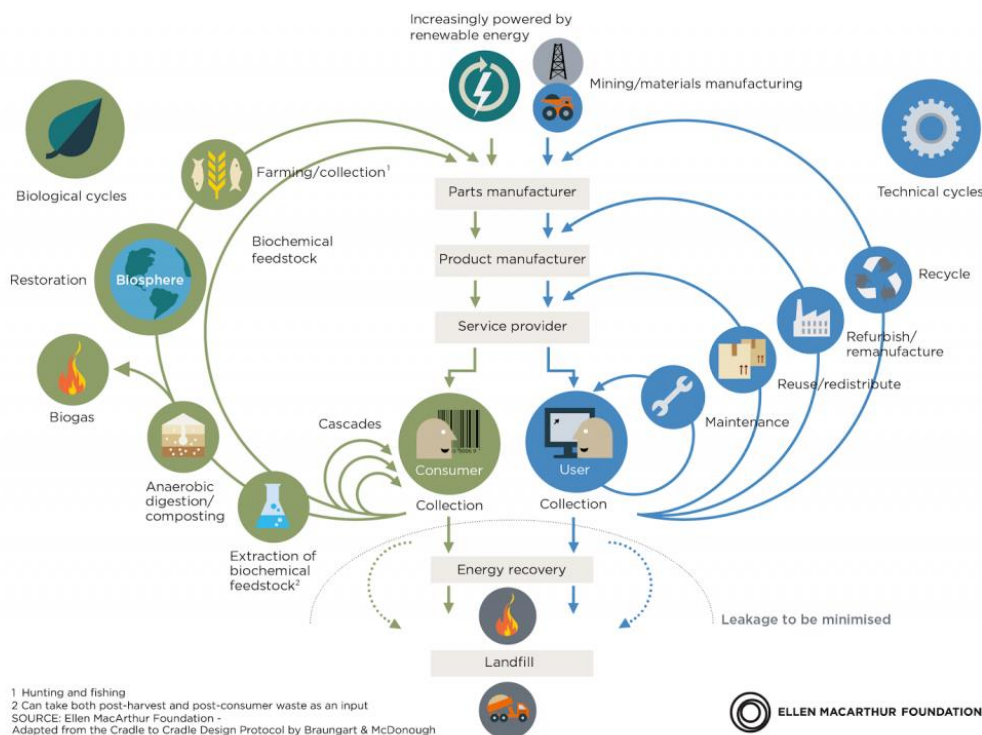 Increasingly powered by
renewable energy
Mining/materials manufacturing
Biological cycles
Technical cycles
Farming/collection¹
Parts manufacturer
Biochemical
feedstock
Product manufacturer
Restoration
Biosphere
Recycle
Service provider
Refurbish/
remanufacture
Reuse/redistribute
Biogas
Maintenance
Cascades
Consumer
User
Anaerobic
digestion/
composting
Collection
Collection
Extraction of
biochemical
feedstock²
Energy recovery
Leakage to be minimised
Landfill
1 Hunting and fishing
2 Can take both post-harvest and post-consumer waste as an input
SOURCE: Ellen MacArthur Foundation -
Adapted from the Cradle to Cradle Design Protocol by Braungart & McDonough
ELLEN MACARTHUR FOUNDATION